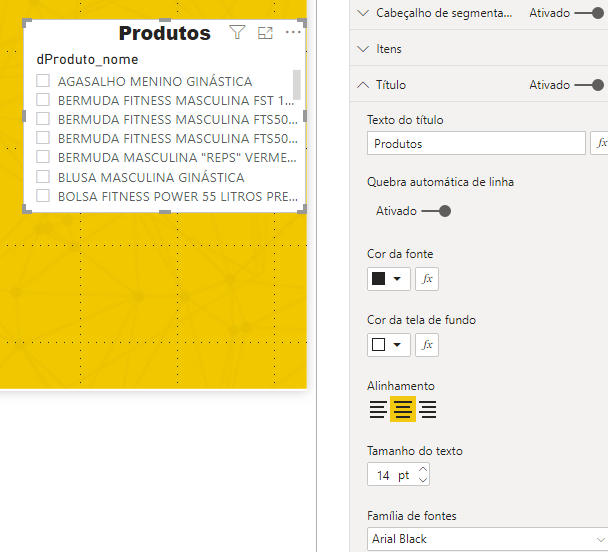 Produtos
dProduto_nome
AGASALHO MENINO GINÁSTICA
BERMUDA FITNESS MASCULINA FST 1...
BERMUDA FITNESS MASCULINA FTS50...
BERMUDA FITNESS MASCULINA FTS50...
BERMUDA MASCULINA "REPS" VERME...
BLUSA MASCULINA GINÁSTICA
BOLSA FITNESS POWER 55 LITROS PRE...
Cabeçalho de segmenta... Ativado
Itens
Título Ativado
Texto do título
Produtos fx
Quebra automática de linha
Ativado
Cor da fonte
fx
Cor da tela de fundo
fx
Alinhamento
Tamanho do texto
14 pt
Família de fontes
Arial Black